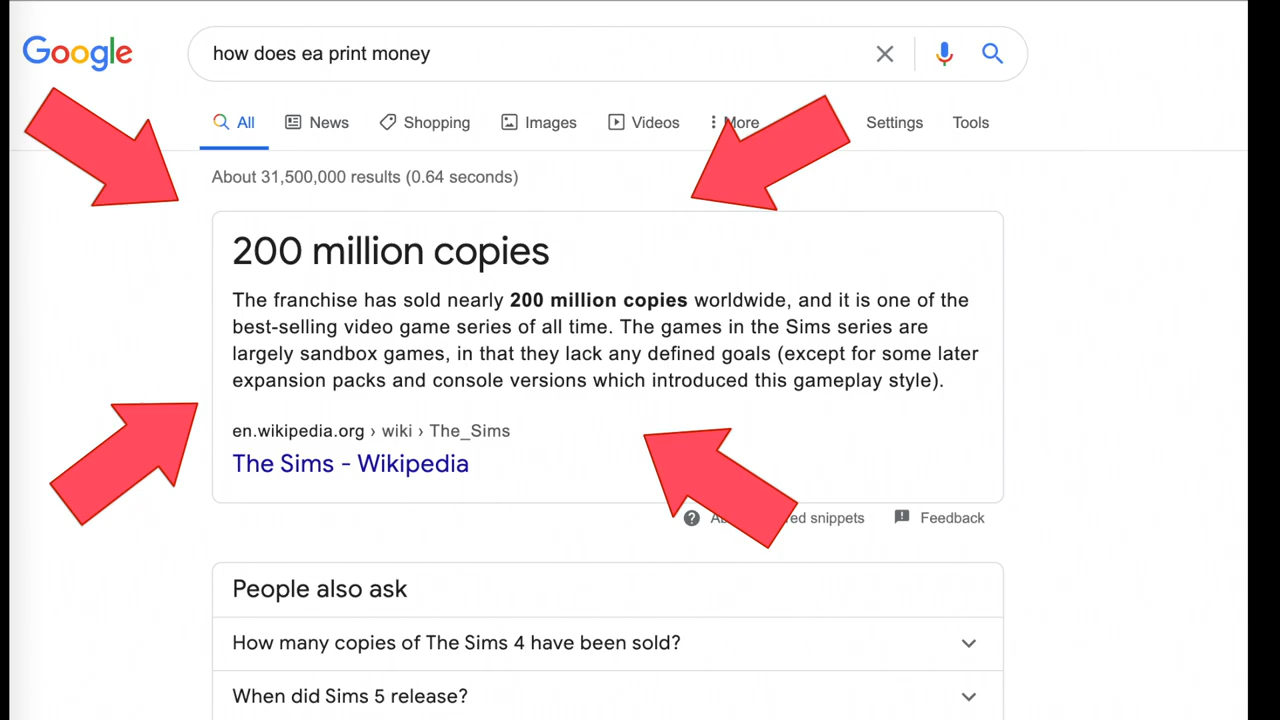 Google
how does ea print money
All News Shopping Images Videos More Settings Tools
About 31,500,000 results (0.64 seconds)
200 million copies
The franchise has sold nearly 200 million copies worldwide, and it is one of the
best-selling video game series of all time. The games in the Sims series are
largely sandbox games, in that they lack any defined goals (except for some later
expansion packs and console versions which introduced this gameplay style).
en.wikipedia.org › wiki › The_Sims
The Sims - Wikipedia
snippets Feedback
People also ask
How many copies of The Sims 4 have been sold?
When did Sims 5 release?